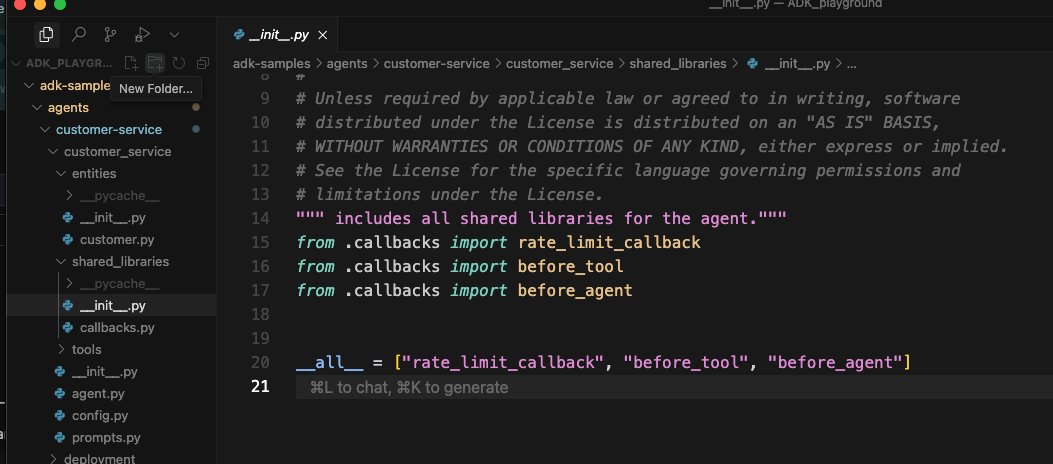 __init__.py — ADK_playground
ADK_PLAYGR...
New Folder...
adk-sample
agents
customer-service
customer_service
entities
__pycache__
__init__.py
customer.py
shared_libraries
__pycache__
__init__.py
callbacks.py
tools
__init__.py
agent.py
config.py
prompts.py
deployment
__init__.py
adk-samples > agents > customer-service > customer_service > shared_libraries > __init__.py > ...
8 #
9 # Unless required by applicable law or agreed to in writing, software
10 # distributed under the License is distributed on an "AS IS" BASIS,
11 # WITHOUT WARRANTIES OR CONDITIONS OF ANY KIND, either express or implied.
12 # See the License for the specific language governing permissions and
13 # limitations under the License.
14 """ includes all shared libraries for the agent."""
15 from .callbacks import rate_limit_callback
16 from .callbacks import before_tool
17 from .callbacks import before_agent
18
19
20 __all__ = ["rate_limit_callback", "before_tool", "before_agent"]
21 ⌘L to chat, ⌘K to generate